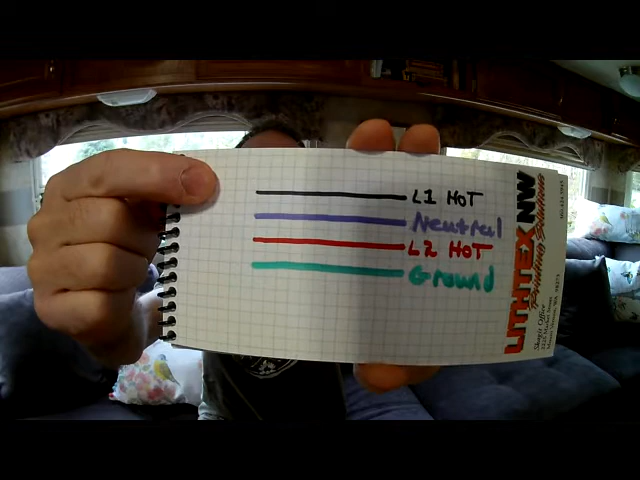 L1 HOT
Neutral
L2 HOT
Ground
LITHTEX NW
Printing Solutions